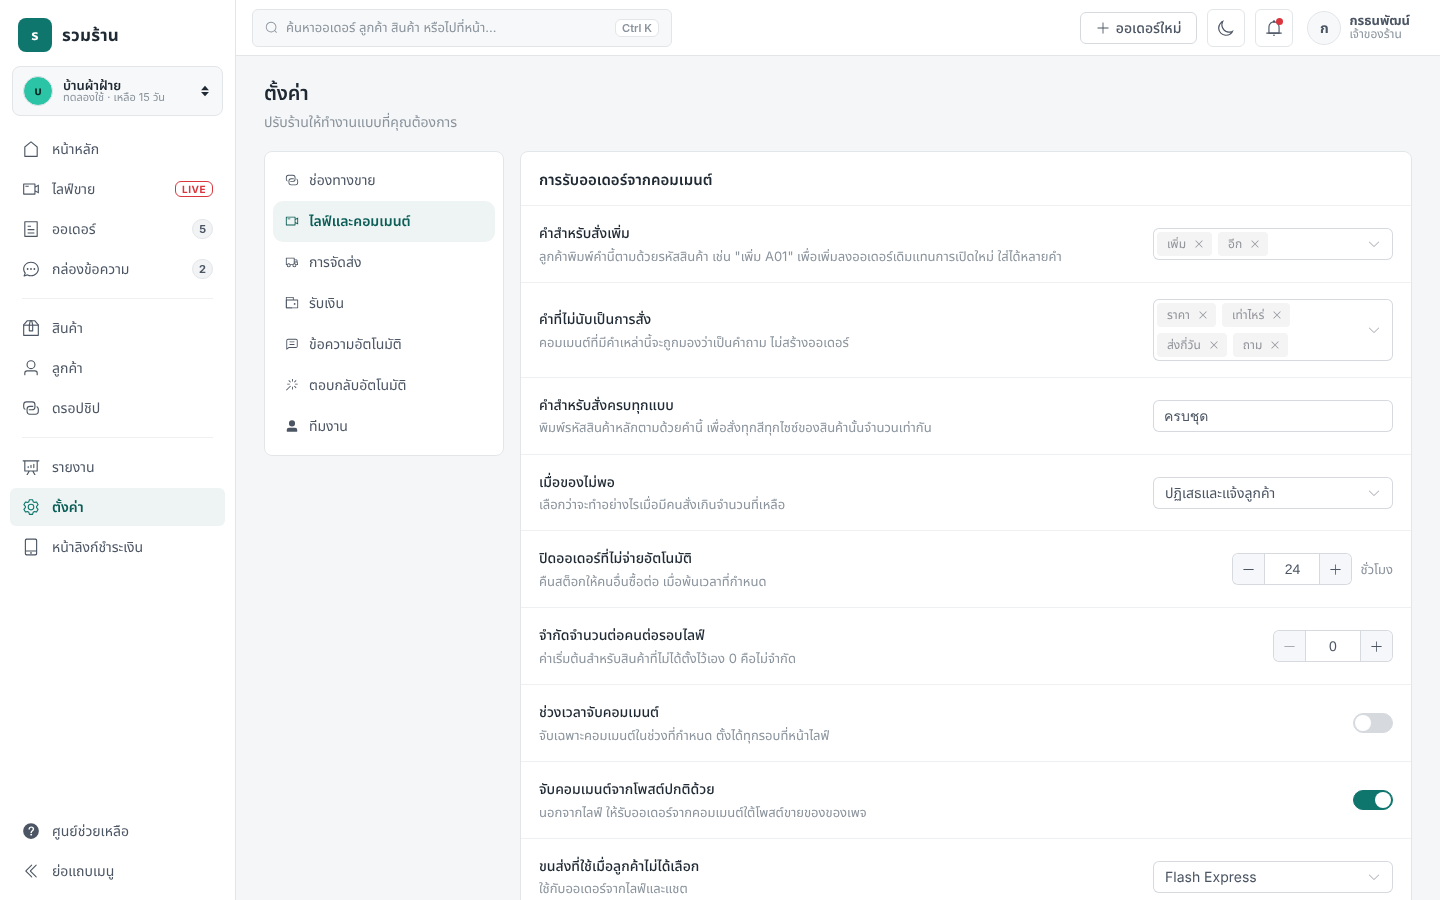 ร
รวมร้าน
ค้นหาออเดอร์ ลูกค้า สินค้า หรือไปที่หน้า...
Ctrl K
ออเดอร์ใหม่
ก
กรธนพัฒน์
เจ้าของร้าน
บ
บ้านผ้าฝ้าย
ทดลองใช้ · เหลือ 15 วัน
หน้าหลัก
ไลฟ์ขาย
LIVE
ออเดอร์
5
กล่องข้อความ
2
สินค้า
ลูกค้า
ดรอปชิป
รายงาน
ตั้งค่า
หน้าลิงก์ชำระเงิน
ศูนย์ช่วยเหลือ
ย่อแถบเมนู
ตั้งค่า
ปรับร้านให้ทำงานแบบที่คุณต้องการ
ช่องทางขาย
ไลฟ์และคอมเมนต์
การจัดส่ง
รับเงิน
ข้อความอัตโนมัติ
ตอบกลับอัตโนมัติ
ทีมงาน
การรับออเดอร์จากคอมเมนต์
คำสำหรับสั่งเพิ่ม
ลูกค้าพิมพ์คำนี้ตามด้วยรหัสสินค้า เช่น "เพิ่ม A01" เพื่อเพิ่มลงออเดอร์เดิมแทนการเปิดใหม่ ใส่ได้หลายคำ
เพิ่ม อีก
คำที่ไม่นับเป็นการสั่ง
คอมเมนต์ที่มีคำเหล่านี้จะถูกมองว่าเป็นคำถาม ไม่สร้างออเดอร์
ราคา เท่าไหร่
ส่งกี่วัน ถาม
คำสำหรับสั่งครบทุกแบบ
พิมพ์รหัสสินค้าหลักตามด้วยคำนี้ เพื่อสั่งทุกสีทุกไซซ์ของสินค้านั้นจำนวนเท่ากัน
ครบชุด
เมื่อของไม่พอ
เลือกว่าจะทำอย่างไรเมื่อมีคนสั่งเกินจำนวนที่เหลือ
ปฏิเสธและแจ้งลูกค้า
ปิดออเดอร์ที่ไม่จ่ายอัตโนมัติ
คืนสต็อกให้คนอื่นซื้อต่อ เมื่อพ้นเวลาที่กำหนด
24
ชั่วโมง
จำกัดจำนวนต่อคนต่อรอบไลฟ์
ค่าเริ่มต้นสำหรับสินค้าที่ไม่ได้ตั้งไว้เอง 0 คือไม่จำกัด
0
ช่วงเวลาจับคอมเมนต์
จับเฉพาะคอมเมนต์ในช่วงที่กำหนด ตั้งได้ทุกรอบที่หน้าไลฟ์
จับคอมเมนต์จากโพสต์ปกติด้วย
นอกจากไลฟ์ ให้รับออเดอร์จากคอมเมนต์ใต้โพสต์ขายของของเพจ
ขนส่งที่ใช้เมื่อลูกค้าไม่ได้เลือก
ใช้กับออเดอร์จากไลฟ์และแชต
Flash Express